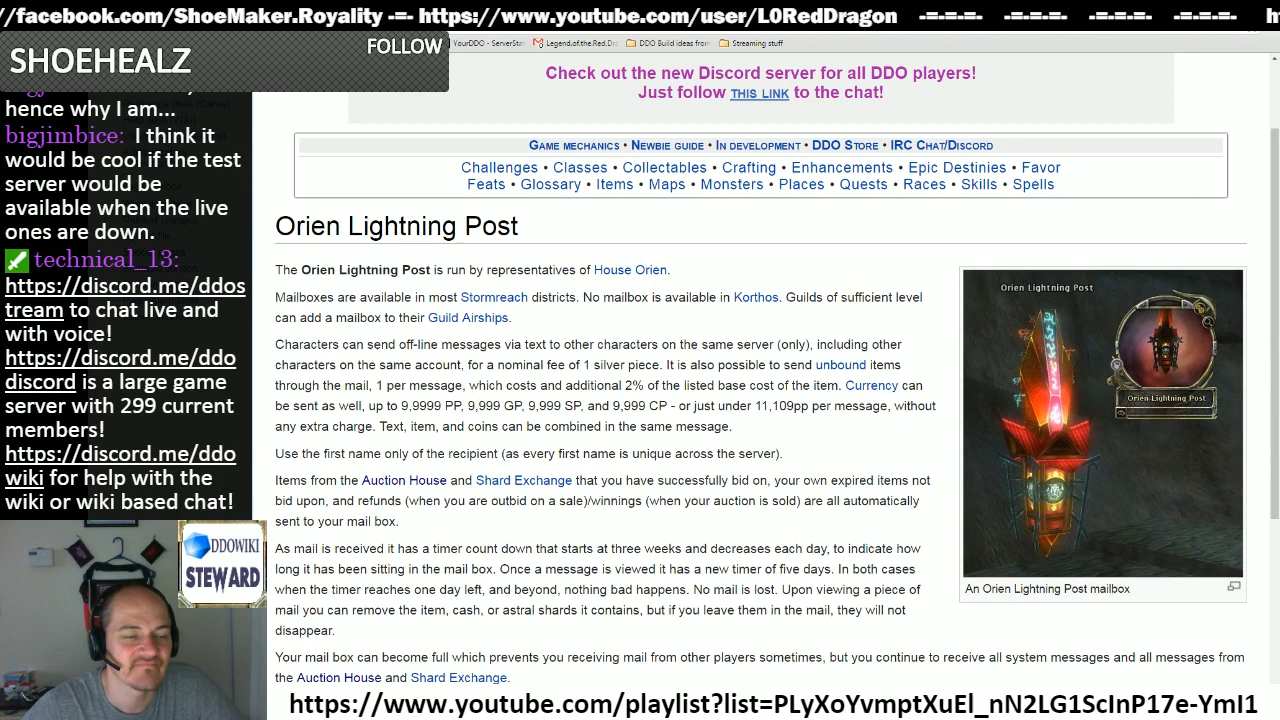 /facebook.com/ShoeMaker.Royality -–- https://www.youtube.com/user/L0RedDragon -=-=-=- -=-=-=- -=-=-=- -=-=-=-
SHOEHEALZ
FOLLOW
YourDDO - ServerStat
Legend.of.the.Red.Dra
DDO Build ideas from
Streaming stuff
hence why I am...
bigjimbice: I think it
would be cool if the test
server would be
available when the live
ones are down.
technical_13:
https://discord.me/ddos
tream to chat live and
with voice!
https://discord.me/ddo
discord is a large game
server with 299 current
members!
https://discord.me/ddo
wiki for help with the
wiki or wiki based chat!
DDOWIKI
STEWARD
Check out the new Discord server for all DDO players!
Just follow THIS LINK to the chat!
Game mechanics • Newbie guide • In development • DDO Store • IRC Chat/Discord
Challenges • Classes • Collectables • Crafting • Enhancements • Epic Destinies • Favor
Feats • Glossary • Items • Maps • Monsters • Places • Quests • Races • Skills • Spells
Orien Lightning Post
The Orien Lightning Post is run by representatives of House Orien.
Mailboxes are available in most Stormreach districts. No mailbox is available in Korthos. Guilds of sufficient level
can add a mailbox to their Guild Airships.
Characters can send off-line messages via text to other characters on the same server (only), including other
characters on the same account, for a nominal fee of 1 silver piece. It is also possible to send unbound items
through the mail, 1 per message, which costs and additional 2% of the listed base cost of the item. Currency can
be sent as well, up to 9,9999 PP, 9,999 GP, 9,999 SP, and 9,999 CP - or just under 11,109pp per message, without
any extra charge. Text, item, and coins can be combined in the same message.
Use the first name only of the recipient (as every first name is unique across the server).
Items from the Auction House and Shard Exchange that you have successfully bid on, your own expired items not
bid upon, and refunds (when you are outbid on a sale)/winnings (when your auction is sold) are all automatically
sent to your mail box.
As mail is received it has a timer count down that starts at three weeks and decreases each day, to indicate how
long it has been sitting in the mail box. Once a message is viewed it has a new timer of five days. In both cases
when the timer reaches one day left, and beyond, nothing bad happens. No mail is lost. Upon viewing a piece of
mail you can remove the item, cash, or astral shards it contains, but if you leave them in the mail, they will not
disappear.
Your mail box can become full which prevents you receiving mail from other players sometimes, but you continue to receive all system messages and all messages from
the Auction House and Shard Exchange.
Orien Lightning Post
Orien Lightning Post
An Orien Lightning Post mailbox
https://www.youtube.com/playlist?list=PLyXoYvmptXuEl_nN2LG1ScInP17e-YmI1